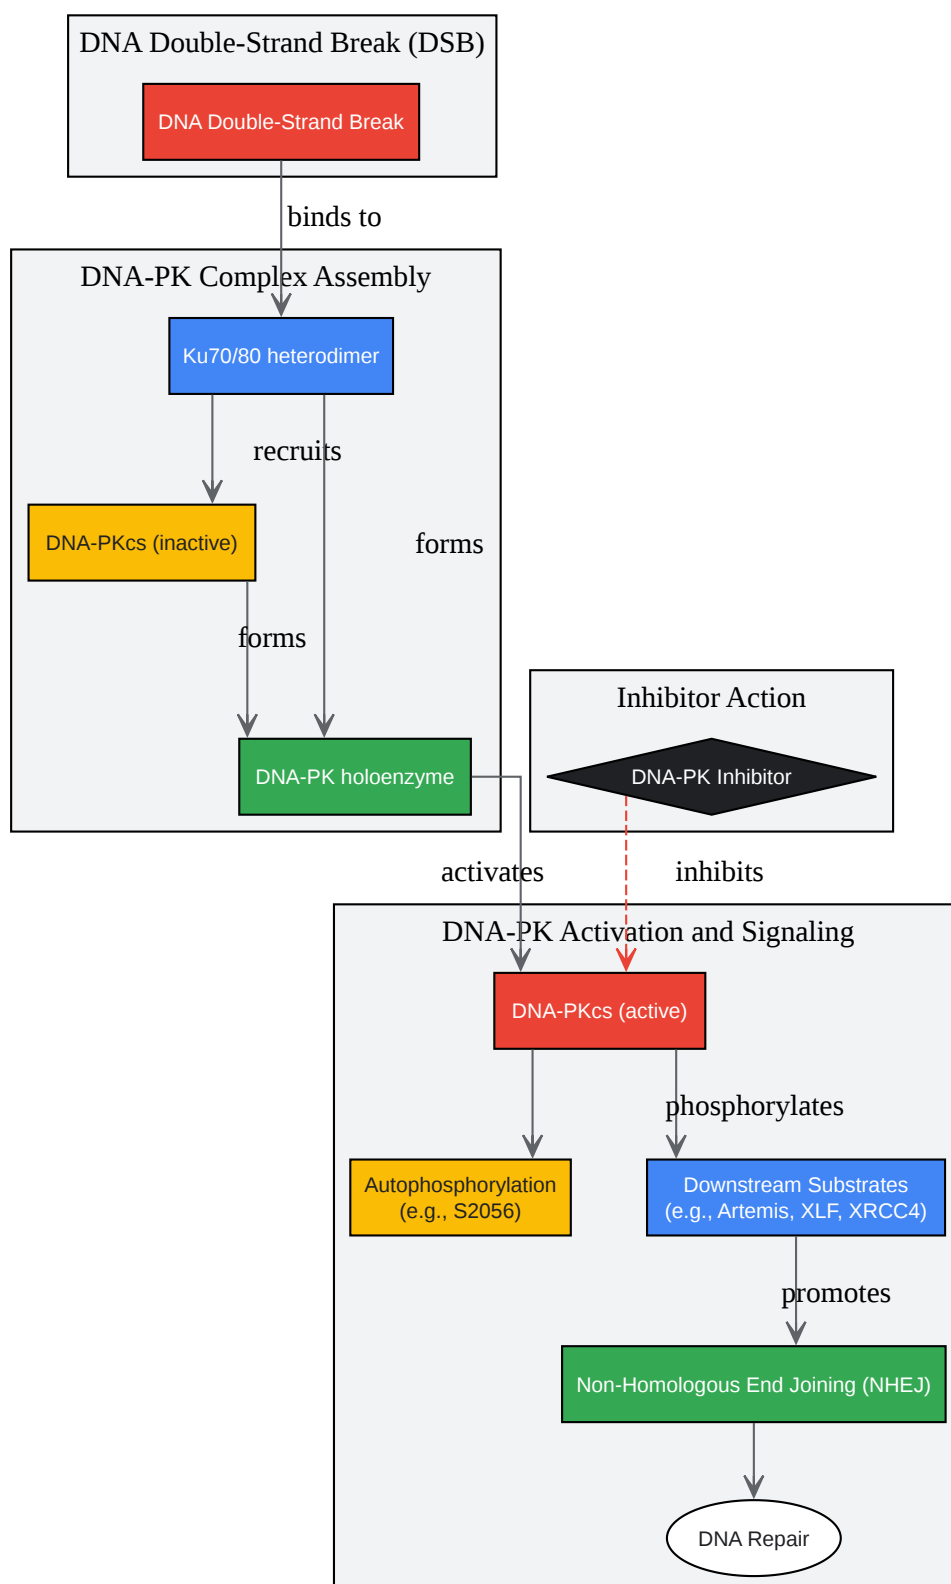 DNA Double-Strand Break (DSB)
DNA Double-Strand Break
binds to
DNA-PK Complex Assembly
Ku70/80 heterodimer
recruits
DNA-PKcs (inactive)
forms
forms
Inhibitor Action
DNA-PK holoenzyme
DNA-PK Inhibitor
activates
inhibits
DNA-PK Activation and Signaling
DNA-PKcs (active)
phosphorylates
Autophosphorylation
(e.g., S2056)
Downstream Substrates
(e.g., Artemis, XLF, XRCC4)
promotes
Non-Homologous End Joining (NHEJ)
DNA Repair